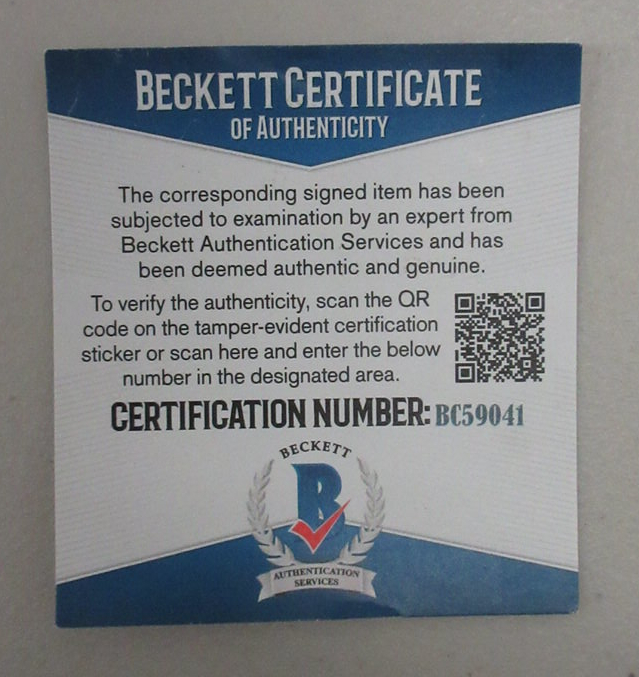 BECKETT CERTIFICATE
OF AUTHENTICITY
The corresponding signed item has been
subjected to examination by an expert from
Beckett Authentication Services and has
been deemed authentic and genuine.
To verify the authenticity, scan the QR
code on the tamper-evident certification
sticker or scan here and enter the below
number in the designated area.
CERTIFICATION NUMBER: BC59041
BECKETT
B
AUTHENTICATION
SERVICES